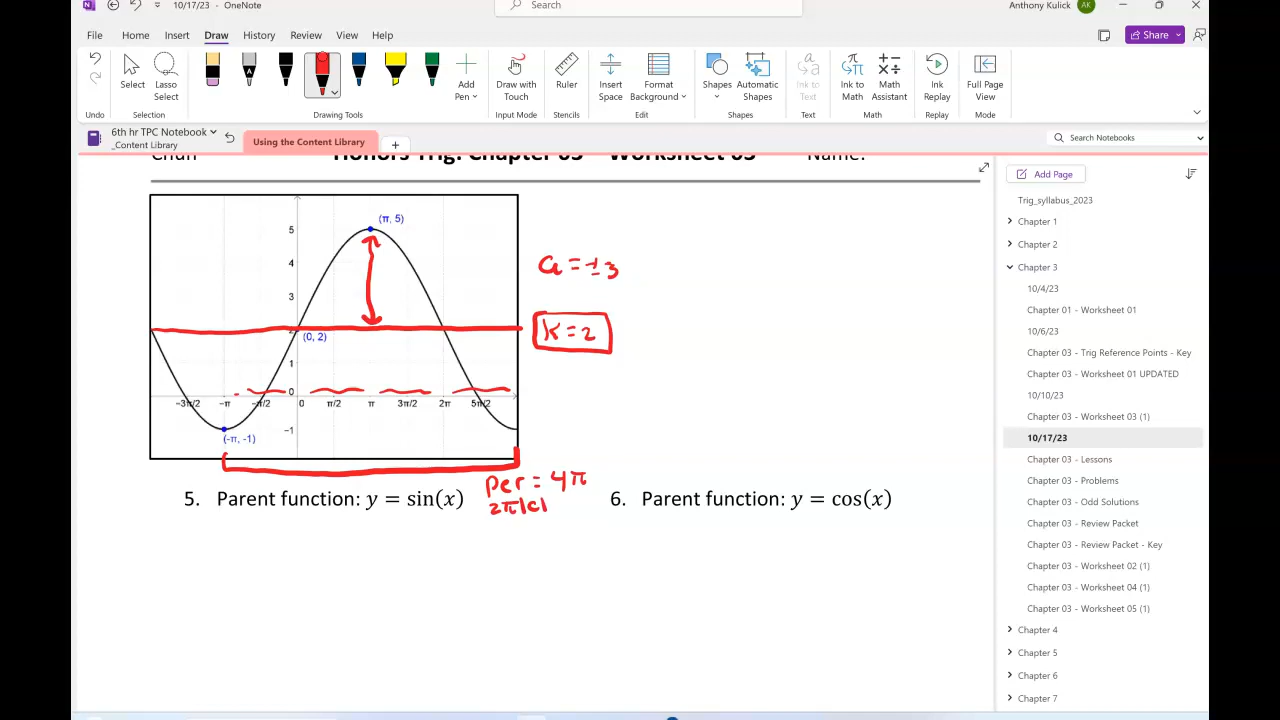 10/17/23 - OneNote
Search
Anthony Kulick
AK
File Home Insert Draw History Review View Help
Share
Undo
Select
Lasso Select
Add Pen
Draw with Touch
Ruler
Insert Space
Format Background
Shapes
Automatic Shapes
Ink to Text
Ink to Math
Math Assistant
Ink Replay
Full Page View
Undo Selection Drawing Tools Input Mode Stencils Edit Shapes Text Math Replay Mode
6th hr TPC Notebook
_Content Library
Using the Content Library
Search Notebooks
Honors Trig: Chapter 03 – Worksheet 03 Name:
Add Page
Trig_syllabus_2023
Chapter 1
Chapter 2
Chapter 3
10/4/23
Chapter 01 - Worksheet 01
10/6/23
Chapter 03 - Trig Reference Points - Key
Chapter 03 - Worksheet 01 UPDATED
10/10/23
Chapter 03 - Worksheet 03 (1)
10/17/23
Chapter 03 - Lessons
Chapter 03 - Problems
Chapter 03 - Odd Solutions
Chapter 03 - Review Packet
Chapter 03 - Review Packet - Key
Chapter 03 - Worksheet 02 (1)
Chapter 03 - Worksheet 04 (1)
Chapter 03 - Worksheet 05 (1)
Chapter 4
Chapter 5
Chapter 6
Chapter 7
(π, 5)
5
4
3
(0, 2)
1
0
−3π/2 −π −π/2 0 π/2 π 3π/2 2π 5π/2
−1
(-π, -1)
a = ±3
k = 2
per = 4π
2π|c|
5. Parent function: y = sin(x)
6. Parent function: y = cos(x)